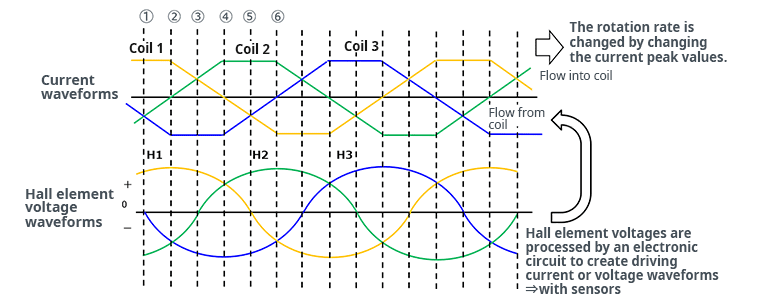 ① ② ③ ④ ⑤ ⑥
Coil 1
Coil 2
Coil 3
The rotation rate is
changed by changing
the current peak values.
Current
waveforms
Flow into coil
Flow from
coil
H1
H2
H3
+
0
−
Hall element
voltage
waveforms
Hall element voltages are
processed by an electronic
circuit to create driving
current or voltage waveforms
⇒with sensors